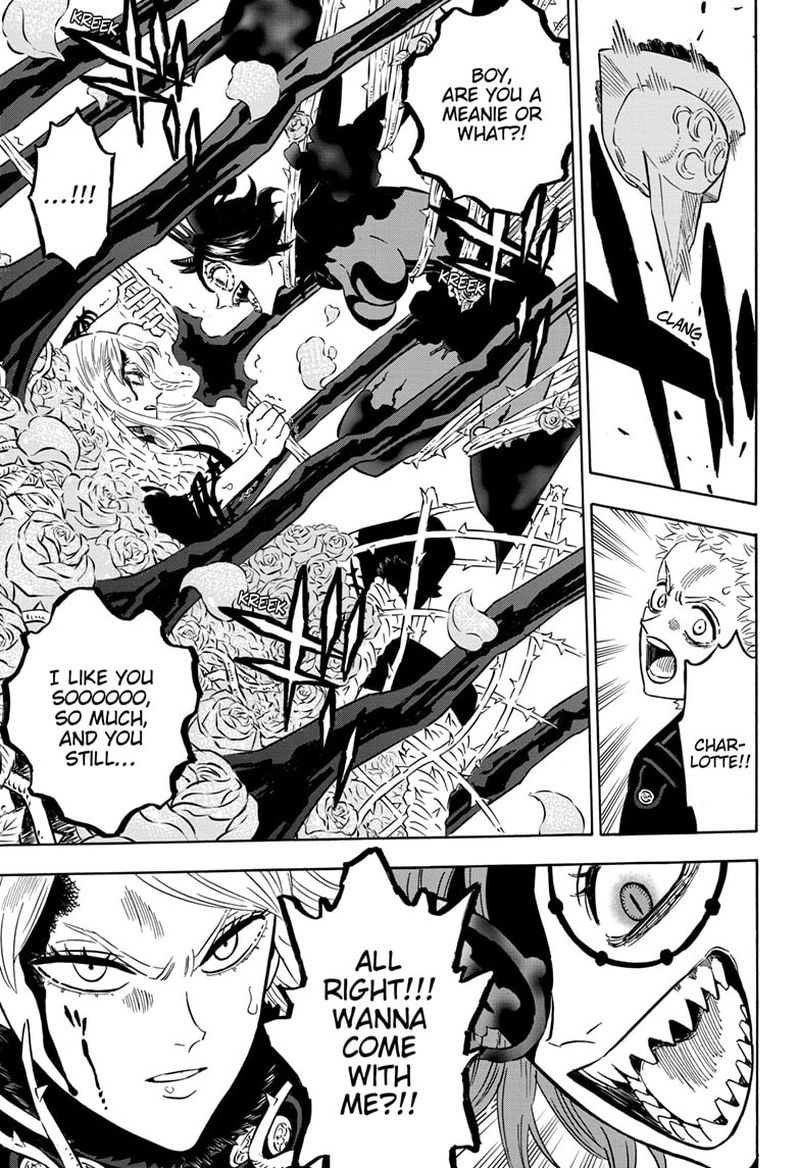 CLANG
CHAR-
LOTTE!!
BOY,
ARE YOU A
MEANIE OR
WHAT?!
KREEK
...!!!
KREEK
KREEK
I LIKE YOU
SOOOOOO,
SO MUCH,
AND YOU
STILL...
ALL
RIGHT!!!
WANNA
COME
WITH
ME?!!